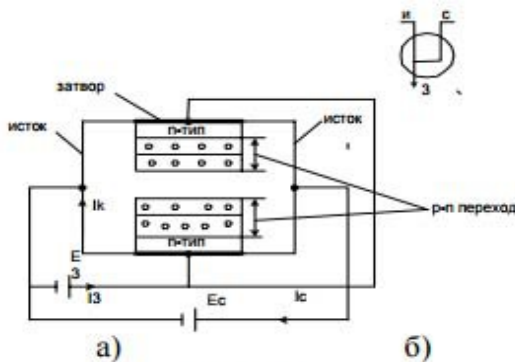 и с
з
затвор
исток
n-тип
исток
Ik
p-n переход
n-тип
E
3
I3
Ec
Ic
а)
б)